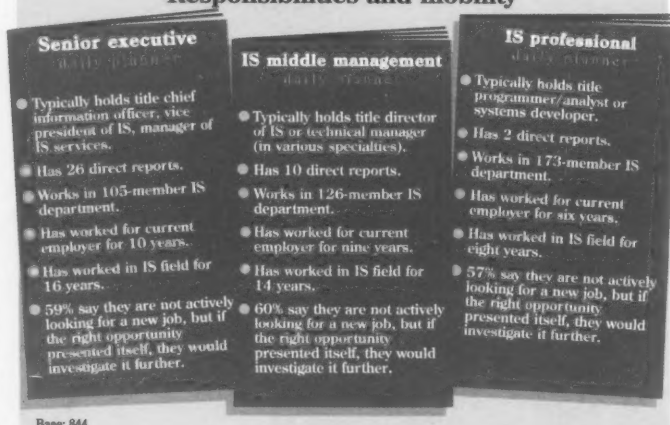 Responsibilities and mobility
Senior executive
daily planner
Typically holds title chief
information officer, vice
president of IS, manager of
IS services.
Has 26 direct reports.
Works in 105-member IS
department.
Has worked for current
employer for 10 years.
Has worked in IS field for
16 years.
59% say they are not actively
looking for a new job, but if
the right opportunity
presented itself, they would
investigate it further.
IS middle management
daily planner
Typically holds title director
of IS or technical manager
(in various specialties).
Has 10 direct reports.
Works in 126-member IS
department.
Has worked for current
employer for nine years.
Has worked in IS field for
14 years.
60% say they are not actively
looking for a new job, but if
the right opportunity
presented itself, they would
investigate it further.
IS professional
daily planner
Typically holds title
programmer/analyst or
systems developer.
Has 2 direct reports.
Works in 173-member IS
department.
Has worked for current
employer for six years.
Has worked in IS field for
eight years.
57% say they are not actively
looking for a new job, but if
the right opportunity
presented itself, they would
investigate it further.
Base: 844